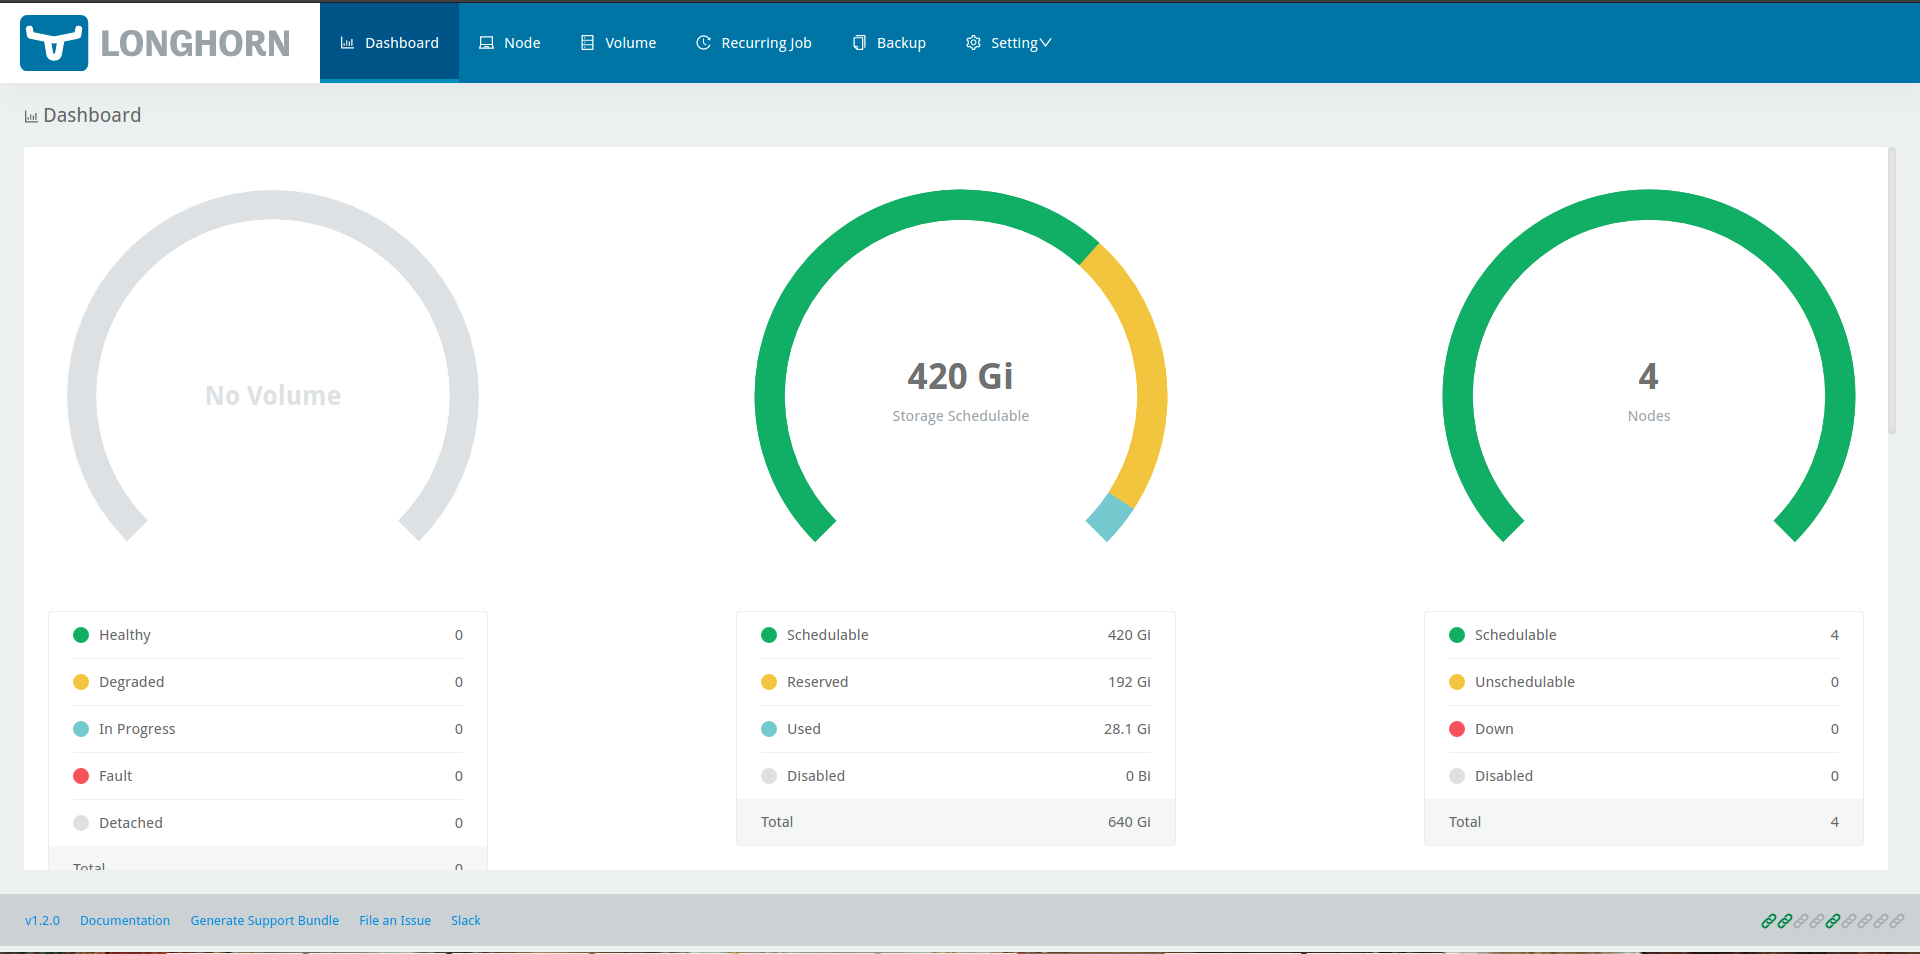 LONGHORN
Dashboard
Node
Volume
Recurring Job
Backup
Setting
Dashboard
No Volume
420 Gi
Storage Schedulable
4
Nodes
Healthy 0
Degraded 0
In Progress 0
Fault 0
Detached 0
Total 0
Schedulable 420 Gi
Reserved 192 Gi
Used 28.1 Gi
Disabled 0 Bi
Total 640 Gi
Schedulable 4
Unschedulable 0
Down 0
Disabled 0
Total 4
v1.2.0 Documentation Generate Support Bundle File an Issue Slack